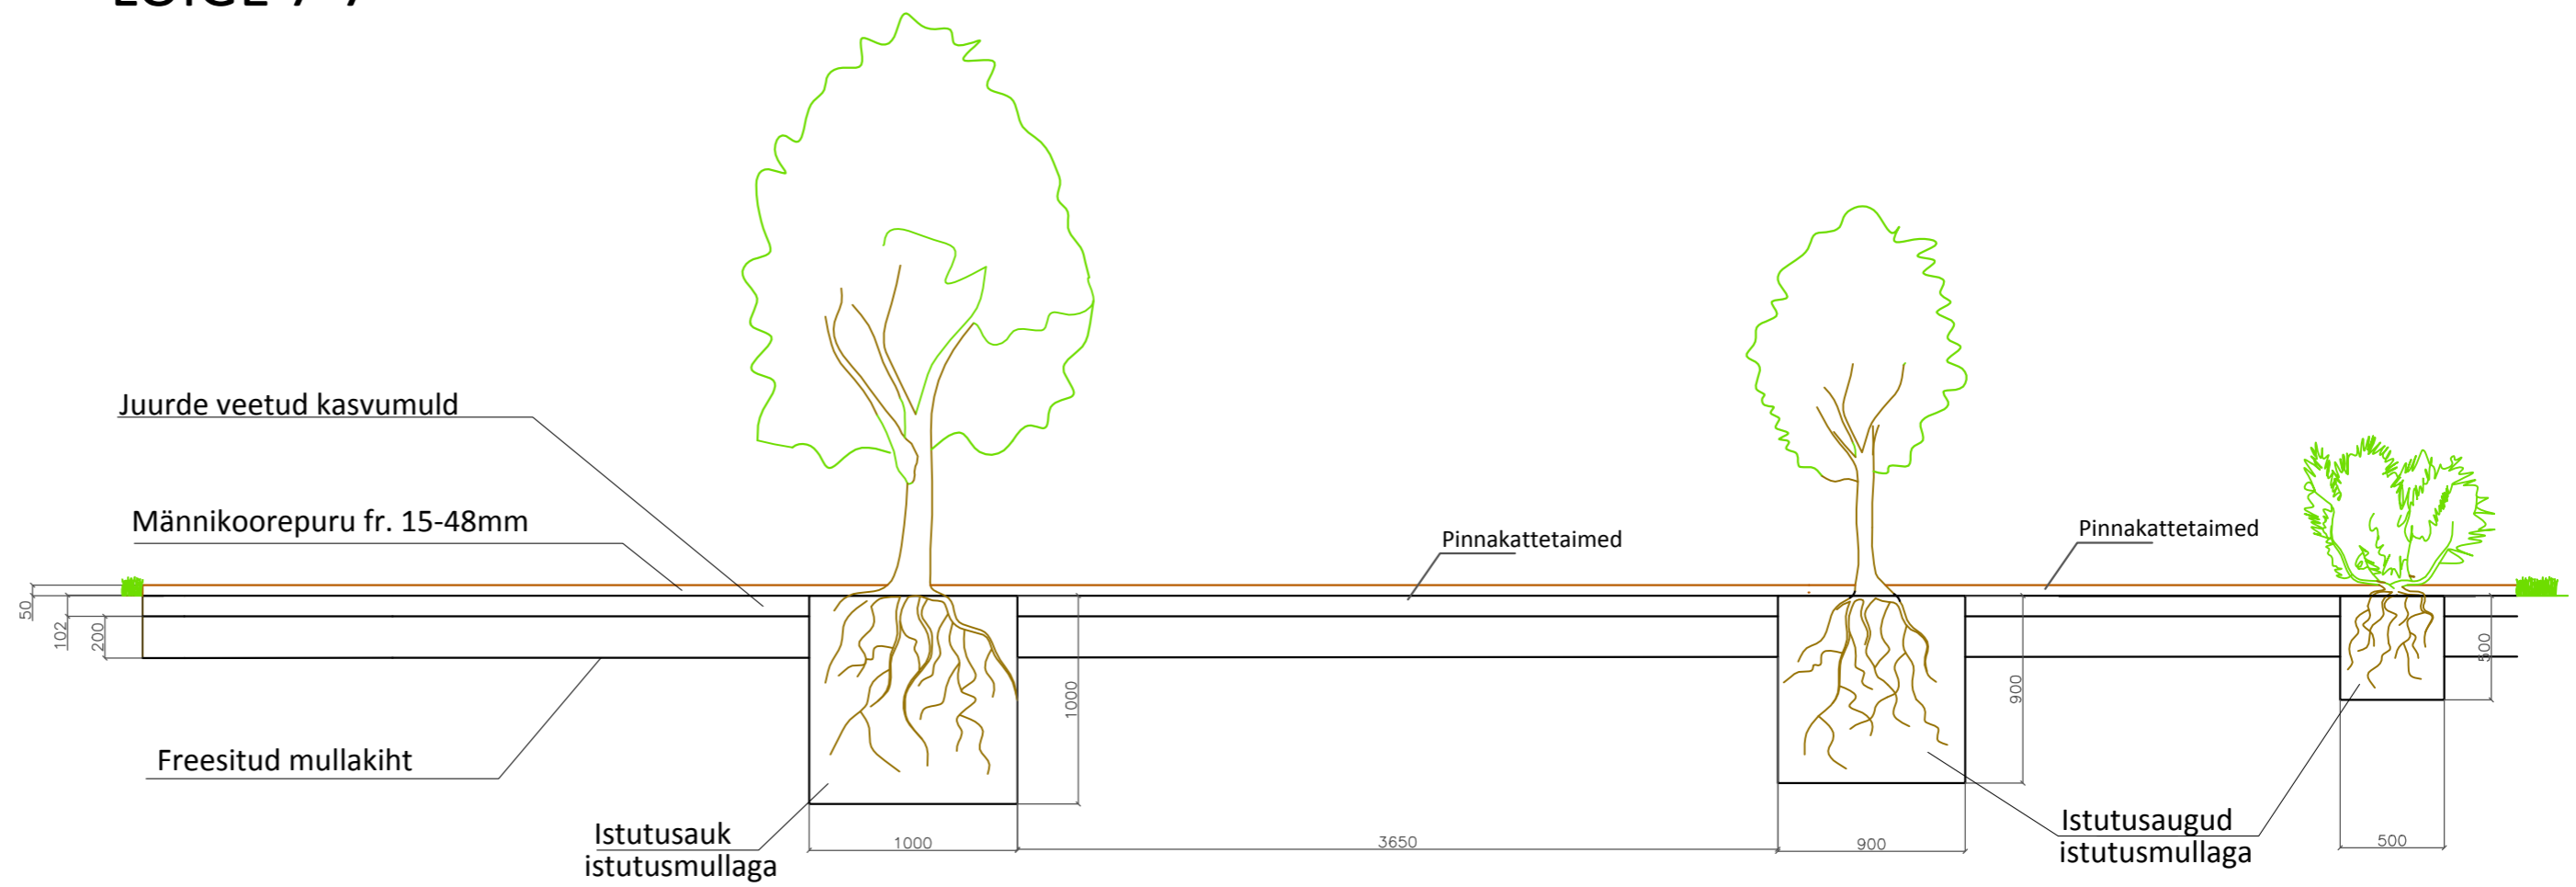 Juurde veetud kasvumuld
Männikoorepuru fr. 15-48mm
Pinnakattetaimed
Pinnakattetaimed
50
102
200
1000
900
500
Freesitud mullakiht
Istutusauk
istutusmullaga
1000
3650
900
Istutusaugud
istutusmullaga
500